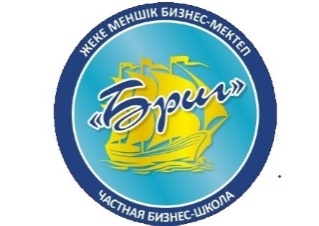 ЖЕКЕ МЕНШІК БИЗНЕС-МЕКТЕП
«Бриг»
ЧАСТНАЯ БИЗНЕС-ШКОЛА